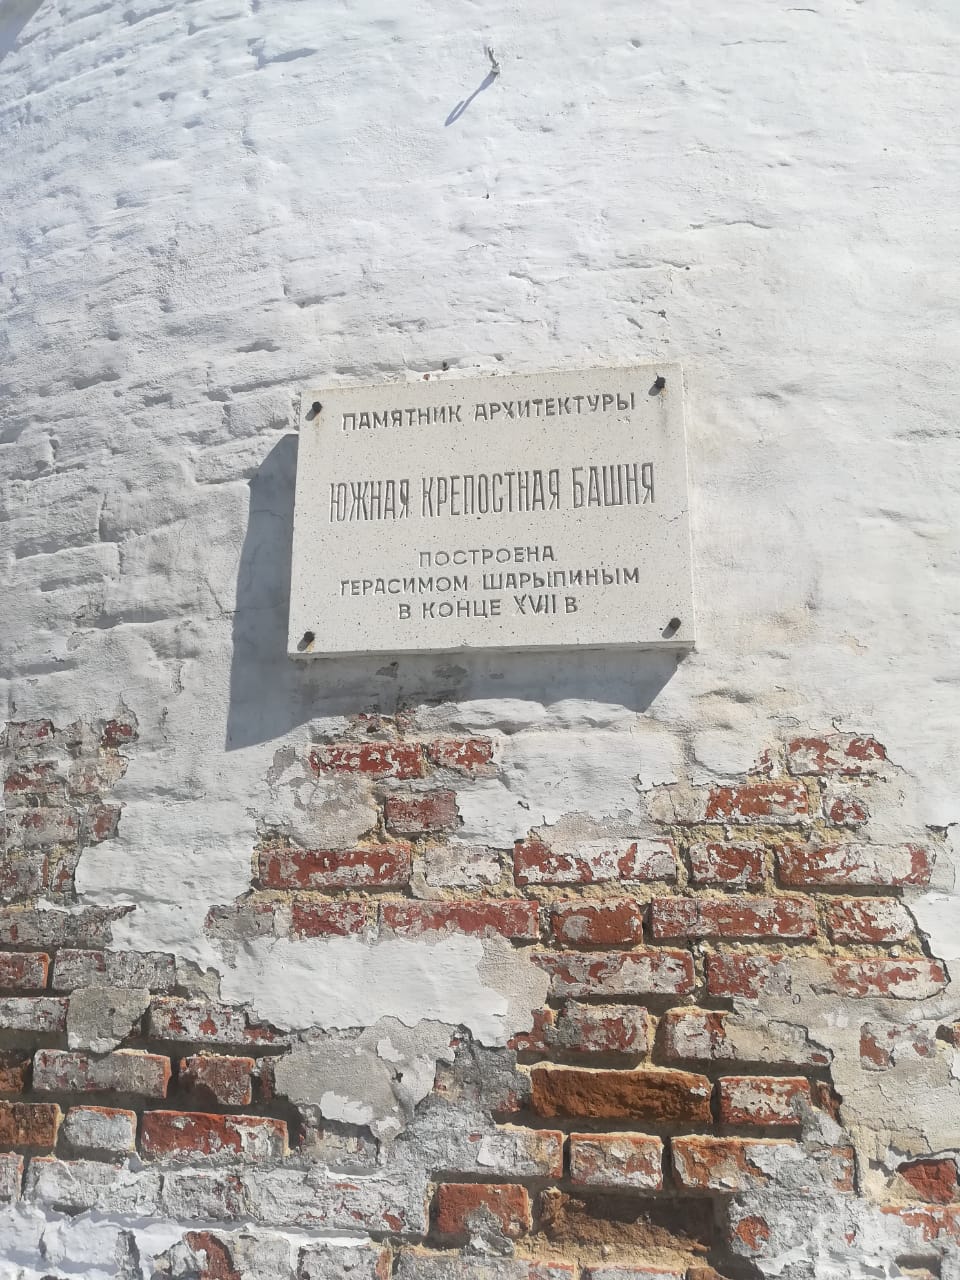 ПАМЯТНИК АРХИТЕКТУРЫ
ЮЖНАЯ КРЕПОСТНАЯ БАШНЯ
ПОСТРОЕНА
ГЕРАСИМОМ ШАРЫПИНЫМ
В КОНЦЕ XVII В